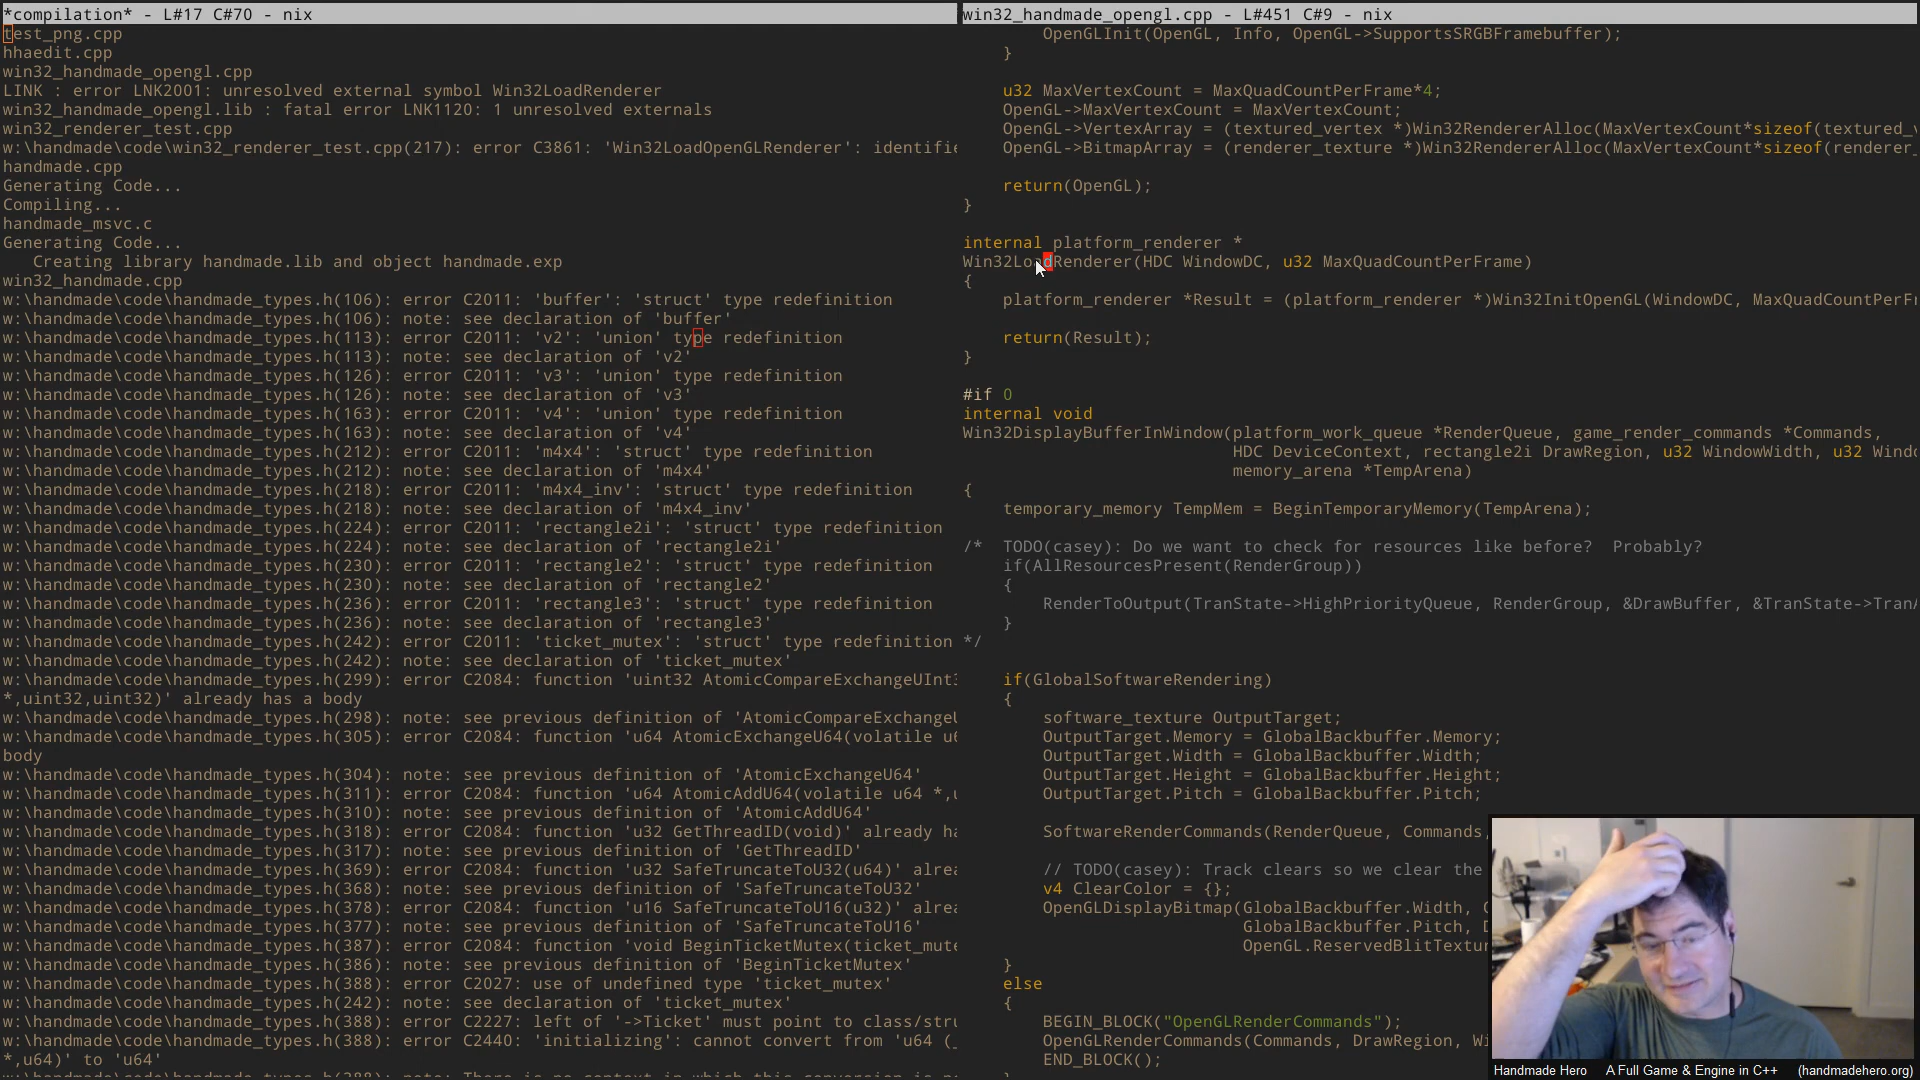 *compilation* - L#17 C#70 - nix
test_png.cpp
hhaedit.cpp
win32_handmade_opengl.cpp
LINK : error LNK2001: unresolved external symbol Win32LoadRenderer
win32_handmade_opengl.lib : fatal error LNK1120: 1 unresolved externals
win32_renderer_test.cpp
w:\handmade\code\win32_renderer_test.cpp(217): error C3861: 'Win32LoadOpenGLRenderer': identifie
handmade.cpp
Generating Code...
Compiling...
handmade_msvc.c
Generating Code...
Creating library handmade.lib and object handmade.exp
win32_handmade.cpp
w:\handmade\code\handmade_types.h(106): error C2011: 'buffer': 'struct' type redefinition
w:\handmade\code\handmade_types.h(106): note: see declaration of 'buffer'
w:\handmade\code\handmade_types.h(113): error C2011: 'v2': 'union' type redefinition
w:\handmade\code\handmade_types.h(113): note: see declaration of 'v2'
w:\handmade\code\handmade_types.h(126): error C2011: 'v3': 'union' type redefinition
w:\handmade\code\handmade_types.h(126): note: see declaration of 'v3'
w:\handmade\code\handmade_types.h(163): error C2011: 'v4': 'union' type redefinition
w:\handmade\code\handmade_types.h(163): note: see declaration of 'v4'
w:\handmade\code\handmade_types.h(212): error C2011: 'm4x4': 'struct' type redefinition
w:\handmade\code\handmade_types.h(212): note: see declaration of 'm4x4'
w:\handmade\code\handmade_types.h(218): error C2011: 'm4x4_inv': 'struct' type redefinition
w:\handmade\code\handmade_types.h(218): note: see declaration of 'm4x4_inv'
w:\handmade\code\handmade_types.h(224): error C2011: 'rectangle2i': 'struct' type redefinition
w:\handmade\code\handmade_types.h(224): note: see declaration of 'rectangle2i'
w:\handmade\code\handmade_types.h(230): error C2011: 'rectangle2': 'struct' type redefinition
w:\handmade\code\handmade_types.h(230): note: see declaration of 'rectangle2'
w:\handmade\code\handmade_types.h(236): error C2011: 'rectangle3': 'struct' type redefinition
w:\handmade\code\handmade_types.h(236): note: see declaration of 'rectangle3'
w:\handmade\code\handmade_types.h(242): error C2011: 'ticket_mutex': 'struct' type redefinition
w:\handmade\code\handmade_types.h(242): note: see declaration of 'ticket_mutex'
w:\handmade\code\handmade_types.h(299): error C2084: function 'uint32 AtomicCompareExchangeUInt3
*,uint32,uint32)' already has a body
w:\handmade\code\handmade_types.h(298): note: see previous definition of 'AtomicCompareExchangeU
w:\handmade\code\handmade_types.h(305): error C2084: function 'u64 AtomicExchangeU64(volatile u6
body
w:\handmade\code\handmade_types.h(304): note: see previous definition of 'AtomicExchangeU64'
w:\handmade\code\handmade_types.h(311): error C2084: function 'u64 AtomicAddU64(volatile u64 *,u
w:\handmade\code\handmade_types.h(310): note: see previous definition of 'AtomicAddU64'
w:\handmade\code\handmade_types.h(318): error C2084: function 'u32 GetThreadID(void)' already ha
w:\handmade\code\handmade_types.h(317): note: see previous definition of 'GetThreadID'
w:\handmade\code\handmade_types.h(369): error C2084: function 'u32 SafeTruncateToU32(u64)' alrea
w:\handmade\code\handmade_types.h(368): note: see previous definition of 'SafeTruncateToU32'
w:\handmade\code\handmade_types.h(378): error C2084: function 'u16 SafeTruncateToU16(u32)' alrea
w:\handmade\code\handmade_types.h(377): note: see previous definition of 'SafeTruncateToU16'
w:\handmade\code\handmade_types.h(387): error C2084: function 'void BeginTicketMutex(ticket_mute
w:\handmade\code\handmade_types.h(386): note: see previous definition of 'BeginTicketMutex'
w:\handmade\code\handmade_types.h(388): error C2027: use of undefined type 'ticket_mutex'
w:\handmade\code\handmade_types.h(242): note: see declaration of 'ticket_mutex'
w:\handmade\code\handmade_types.h(388): error C2227: left of '->Ticket' must point to class/stru
w:\handmade\code\handmade_types.h(388): error C2440: 'initializing': cannot convert from 'u64 (_
*,u64)' to 'u64'
win32_handmade_opengl.cpp - L#451 C#9 - nix
OpenGLInit(OpenGL, Info, OpenGL->SupportsSRGBFramebuffer);
}
u32 MaxVertexCount = MaxQuadCountPerFrame*4;
OpenGL->MaxVertexCount = MaxVertexCount;
OpenGL->VertexArray = (textured_vertex *)Win32RendererAlloc(MaxVertexCount*sizeof(textured_v
OpenGL->BitmapArray = (renderer_texture *)Win32RendererAlloc(MaxVertexCount*sizeof(renderer_
return(OpenGL);
}
internal platform_renderer *
Win32LoadRenderer(HDC WindowDC, u32 MaxQuadCountPerFrame)
{
platform_renderer *Result = (platform_renderer *)Win32InitOpenGL(WindowDC, MaxQuadCountPerFr
return(Result);
}
#if 0
internal void
Win32DisplayBufferInWindow(platform_work_queue *RenderQueue, game_render_commands *Commands,
HDC DeviceContext, rectangle2i DrawRegion, u32 WindowWidth, u32 Windo
memory_arena *TempArena)
{
temporary_memory TempMem = BeginTemporaryMemory(TempArena);
/* TODO(casey): Do we want to check for resources like before? Probably?
if(AllResourcesPresent(RenderGroup))
{
RenderToOutput(TranState->HighPriorityQueue, RenderGroup, &DrawBuffer, &TranState->TranA
}
*/
if(GlobalSoftwareRendering)
{
software_texture OutputTarget;
OutputTarget.Memory = GlobalBackbuffer.Memory;
OutputTarget.Width = GlobalBackbuffer.Width;
OutputTarget.Height = GlobalBackbuffer.Height;
OutputTarget.Pitch = GlobalBackbuffer.Pitch;
SoftwareRenderCommands(RenderQueue, Commands,
// TODO(casey): Track clears so we clear the
v4 ClearColor = {};
OpenGLDisplayBitmap(GlobalBackbuffer.Width,
GlobalBackbuffer.Pitch,
OpenGL.ReservedBlitTextur
}
else
{
BEGIN_BLOCK("OpenGLRenderCommands");
OpenGLRenderCommands(Commands, DrawRegion, Wi
END_BLOCK();
Handmade Hero A Full Game & Engine in C++ (handmadehero.org)